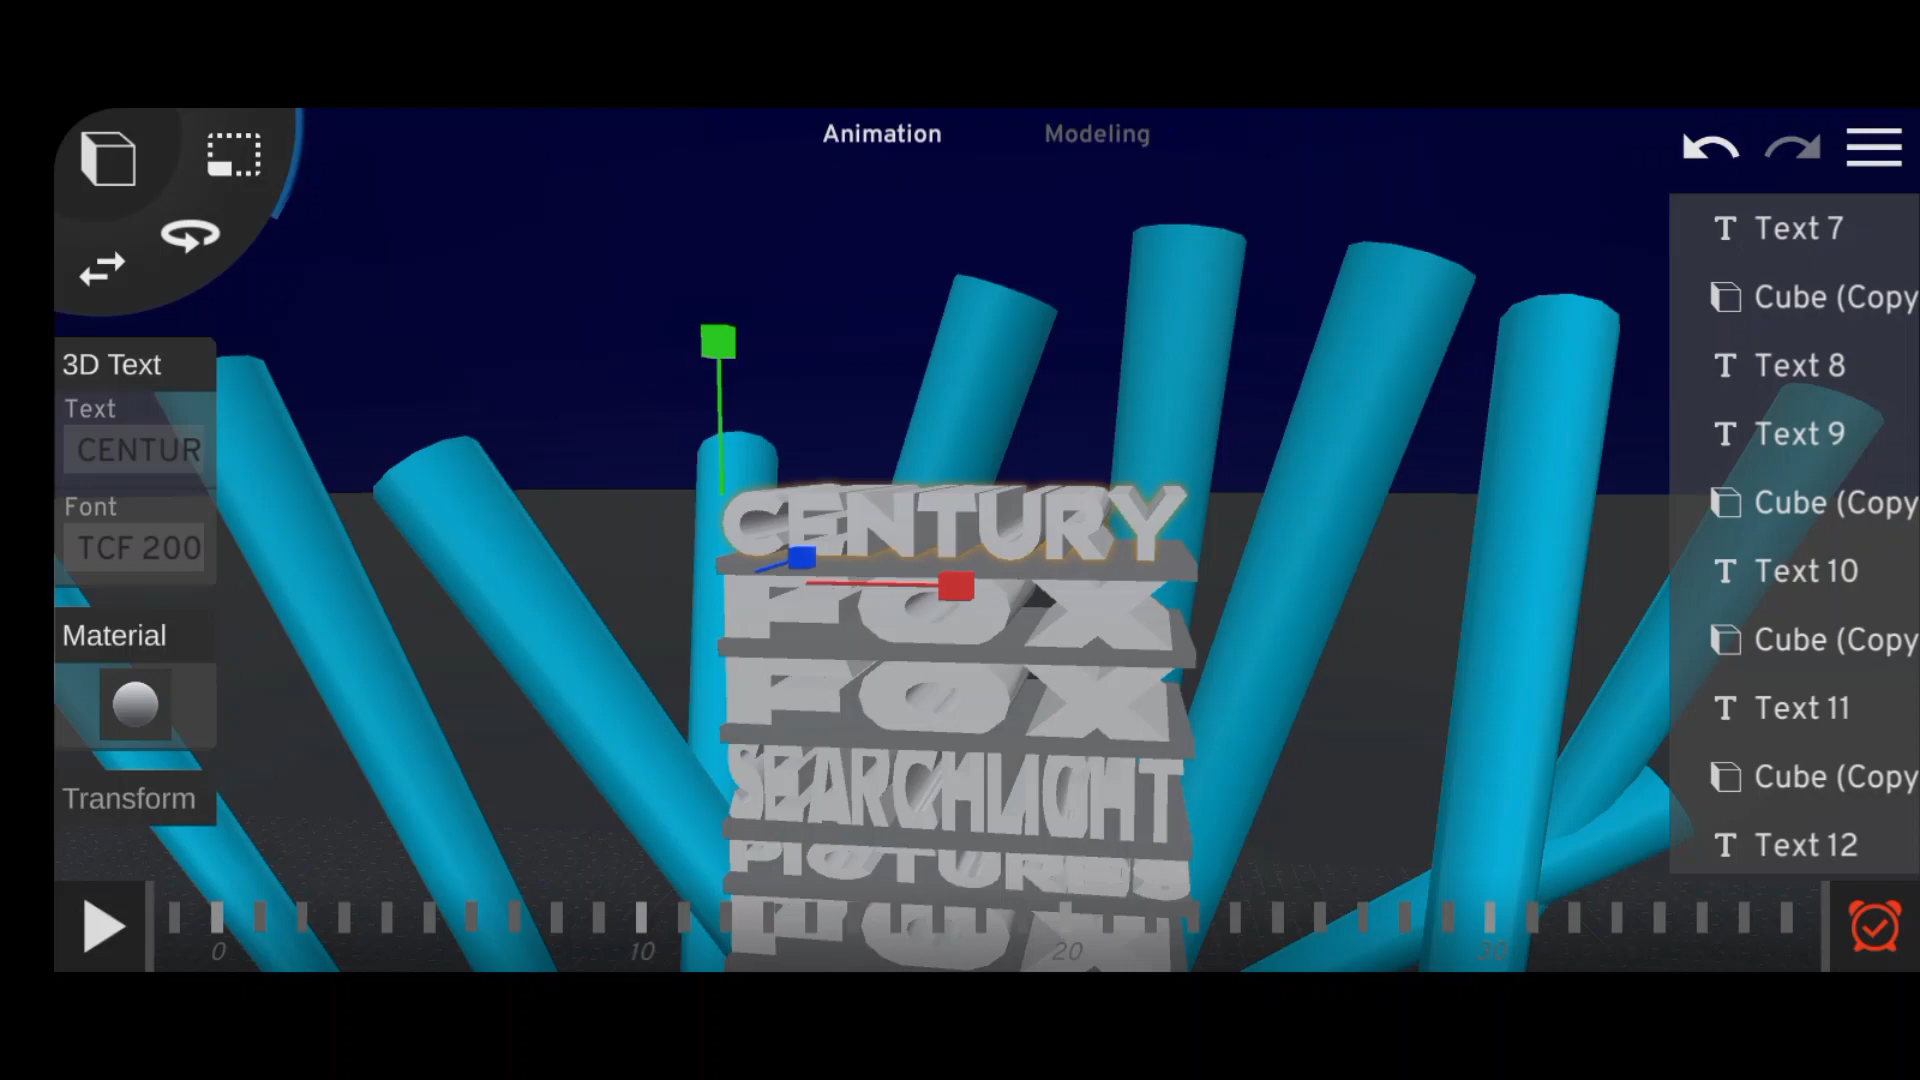 Animation
Modeling
3D Text
Text
CENTUR
Font
TCF 200
Material
Transform
CENTURY
FOX
FOX
SEARCHLIGHT
PICTURES
FOX
Text 7
Cube (Copy
Text 8
Text 9
Cube (Copy
Text 10
Cube (Copy
Text 11
Cube (Copy
Text 12
0
10
20
30